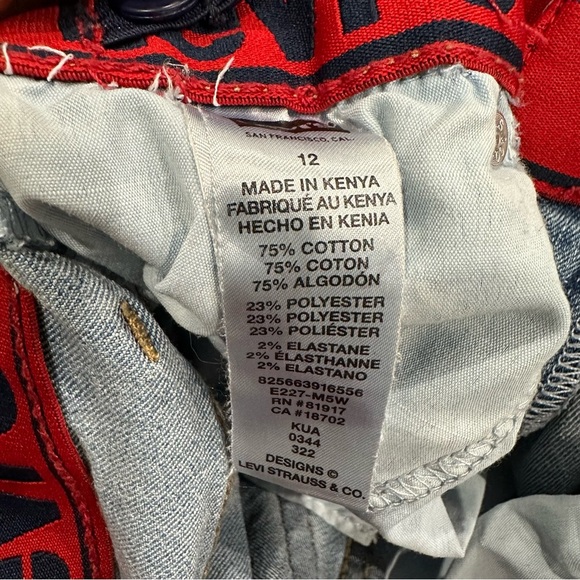 SAN FRANCISCO, CAL.
12
MADE IN KENYA
FABRIQUÉ AU KENYA
HECHO EN KENIA
75% COTTON
75% COTON
75% ALGODÓN
23% POLYESTER
23% POLYESTER
23% POLIÉSTER
2% ELASTANE
2% ÉLASTHANNE
2% ELASTANO
825663916556
E227-M5W
RN #81917
CA #18702
KUA
0344
322
DESIGNS ©
LEVI STRAUSS & CO.